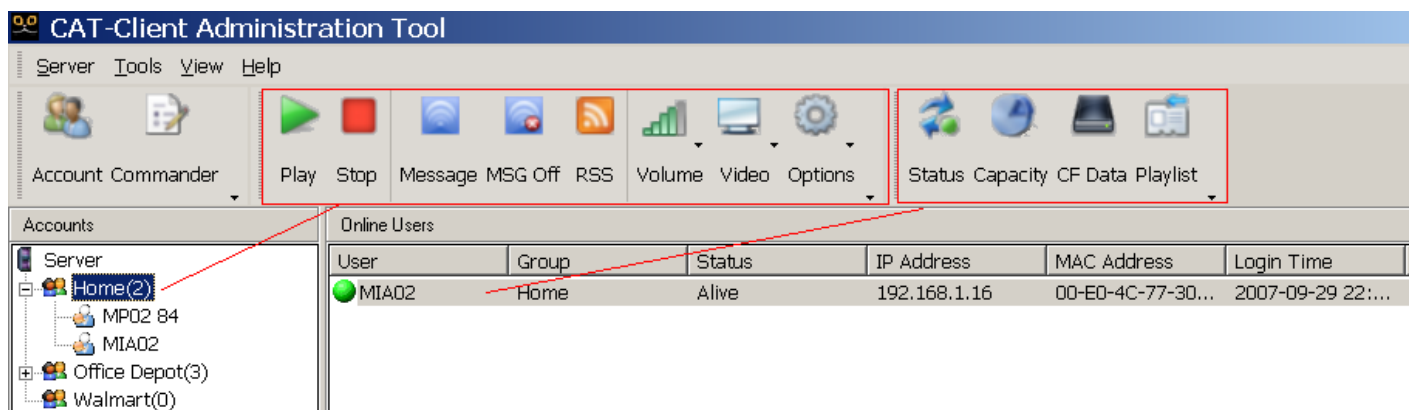 CAT-Client Administration Tool
Server Tools View Help
Account Commander Play Stop Message MSG Off RSS Volume Video Options Status Capacity CF Data Playlist
Accounts
Online Users
Server
User Group Status IP Address MAC Address Login Time
Home(2)
MIA02 Home Alive 192.168.1.16 00-E0-4C-77-30... 2007-09-29 22:...
MP02 84
MIA02
Office Depot(3)
Walmart(0)